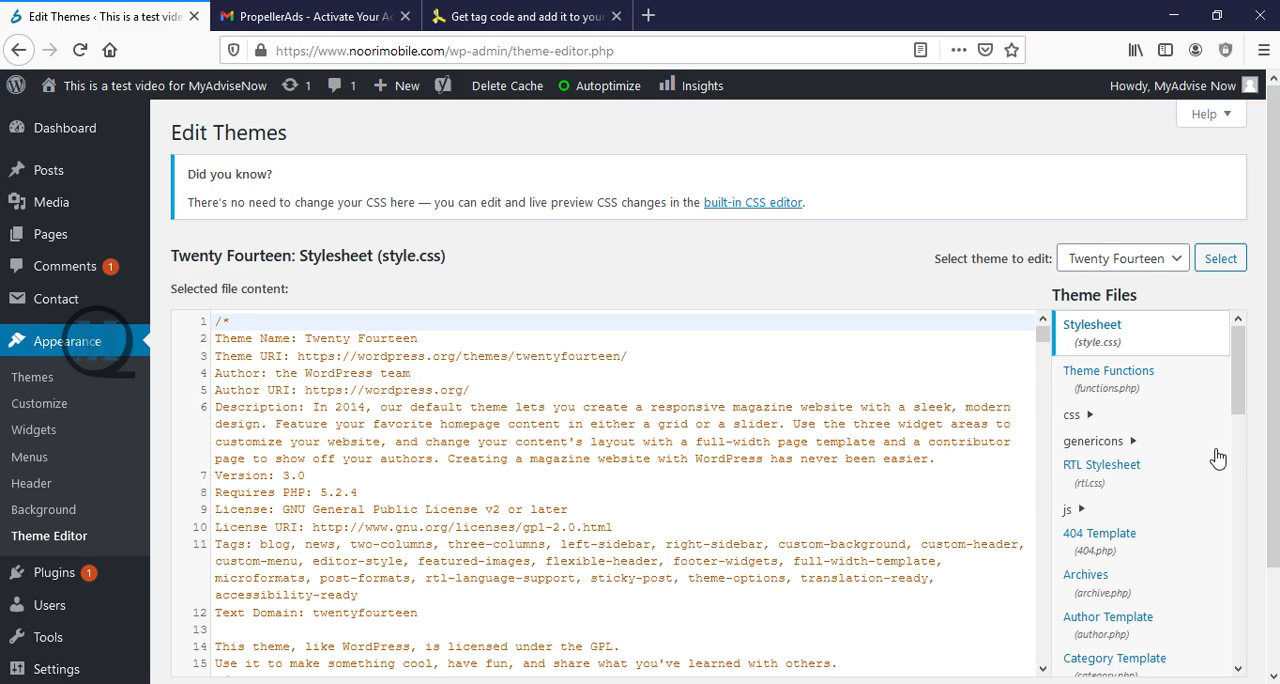 Edit Themes ‹ This is a test vide
PropellerAds - Activate Your Ac
Get tag code and add it to your
https://www.noorimobile.com/wp-admin/theme-editor.php
This is a test video for MyAdviseNow
1
1
New
Delete Cache
Autoptimize
Insights
Howdy, MyAdvise Now
Dashboard
Posts
Media
Pages
Comments 1
Contact
Appearance
Themes
Customize
Widgets
Menus
Header
Background
Theme Editor
Plugins 1
Users
Tools
Settings
Help
Edit Themes
Did you know?
There's no need to change your CSS here — you can edit and live preview CSS changes in the built-in CSS editor.
Twenty Fourteen: Stylesheet (style.css)
Select theme to edit: Twenty Fourteen Select
Selected file content:
1 /*
2 Theme Name: Twenty Fourteen
3 Theme URI: https://wordpress.org/themes/twentyfourteen/
4 Author: the WordPress team
5 Author URI: https://wordpress.org/
6 Description: In 2014, our default theme lets you create a responsive magazine website with a sleek, modern
design. Feature your favorite homepage content in either a grid or a slider. Use the three widget areas to
customize your website, and change your content's layout with a full-width page template and a contributor
page to show off your authors. Creating a magazine website with WordPress has never been easier.
7 Version: 3.0
8 Requires PHP: 5.2.4
9 License: GNU General Public License v2 or later
10 License URI: http://www.gnu.org/licenses/gpl-2.0.html
11 Tags: blog, news, two-columns, three-columns, left-sidebar, right-sidebar, custom-background, custom-header,
custom-menu, editor-style, featured-images, flexible-header, footer-widgets, full-width-template,
microformats, post-formats, rtl-language-support, sticky-post, theme-options, translation-ready,
accessibility-ready
12 Text Domain: twentyfourteen
13
14 This theme, like WordPress, is licensed under the GPL.
15 Use it to make something cool, have fun, and share what you've learned with others.
Theme Files
Stylesheet
(style.css)
Theme Functions
(functions.php)
css
genericons
RTL Stylesheet
(rtl.css)
js
404 Template
(404.php)
Archives
(archive.php)
Author Template
(author.php)
Category Template
(category.php)